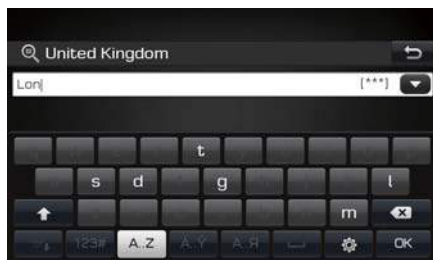 United Kingdom
Lon [***]
t
s d g l
m
123# A..Z A..Ÿ A..Я OK